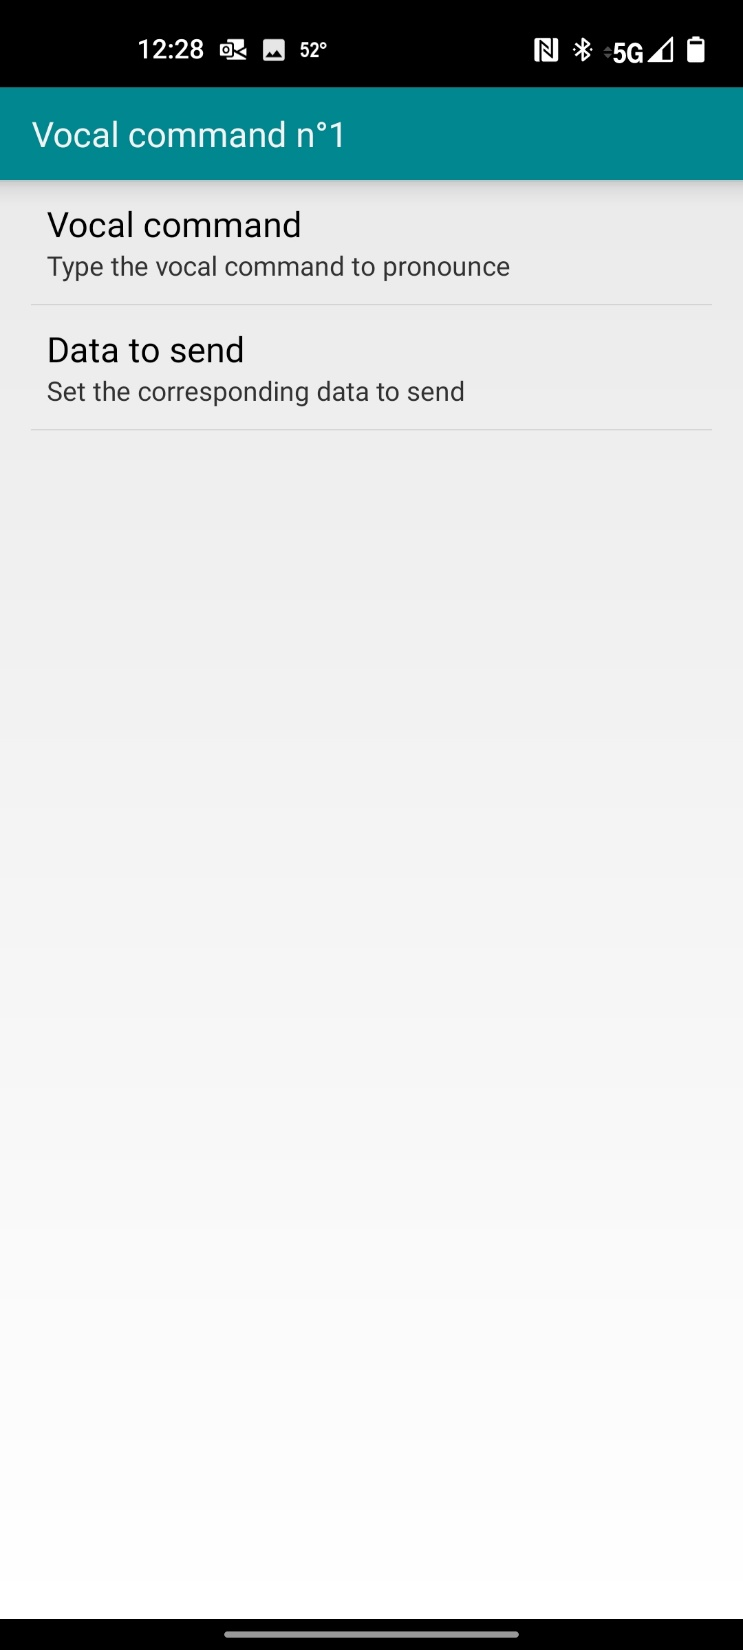 12:28 52° 5G
Vocal command n°1
Vocal command
Type the vocal command to pronounce
Data to send
Set the corresponding data to send